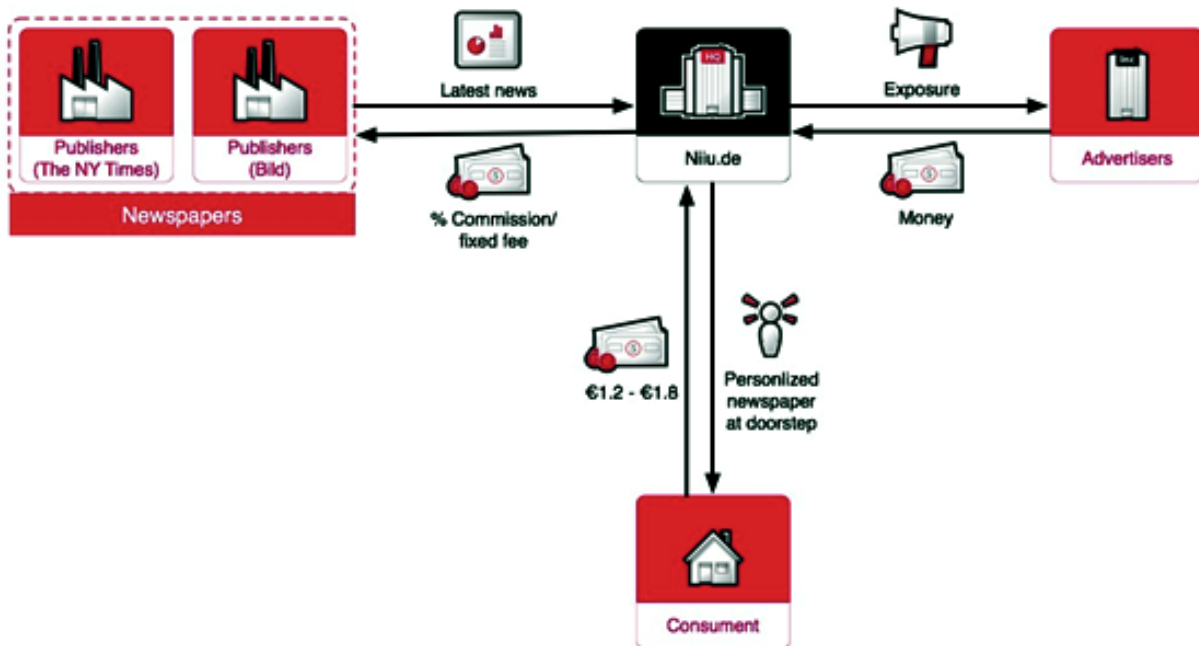 Publishers
(The NY Times)
Publishers
(Bild)
Newspapers
Latest news
% Commission/
fixed fee
HQ
Niiu.de
Exposure
Money
Advertisers
€1.2 - €1.8
Personlized
newspaper
at doorstep
Consument